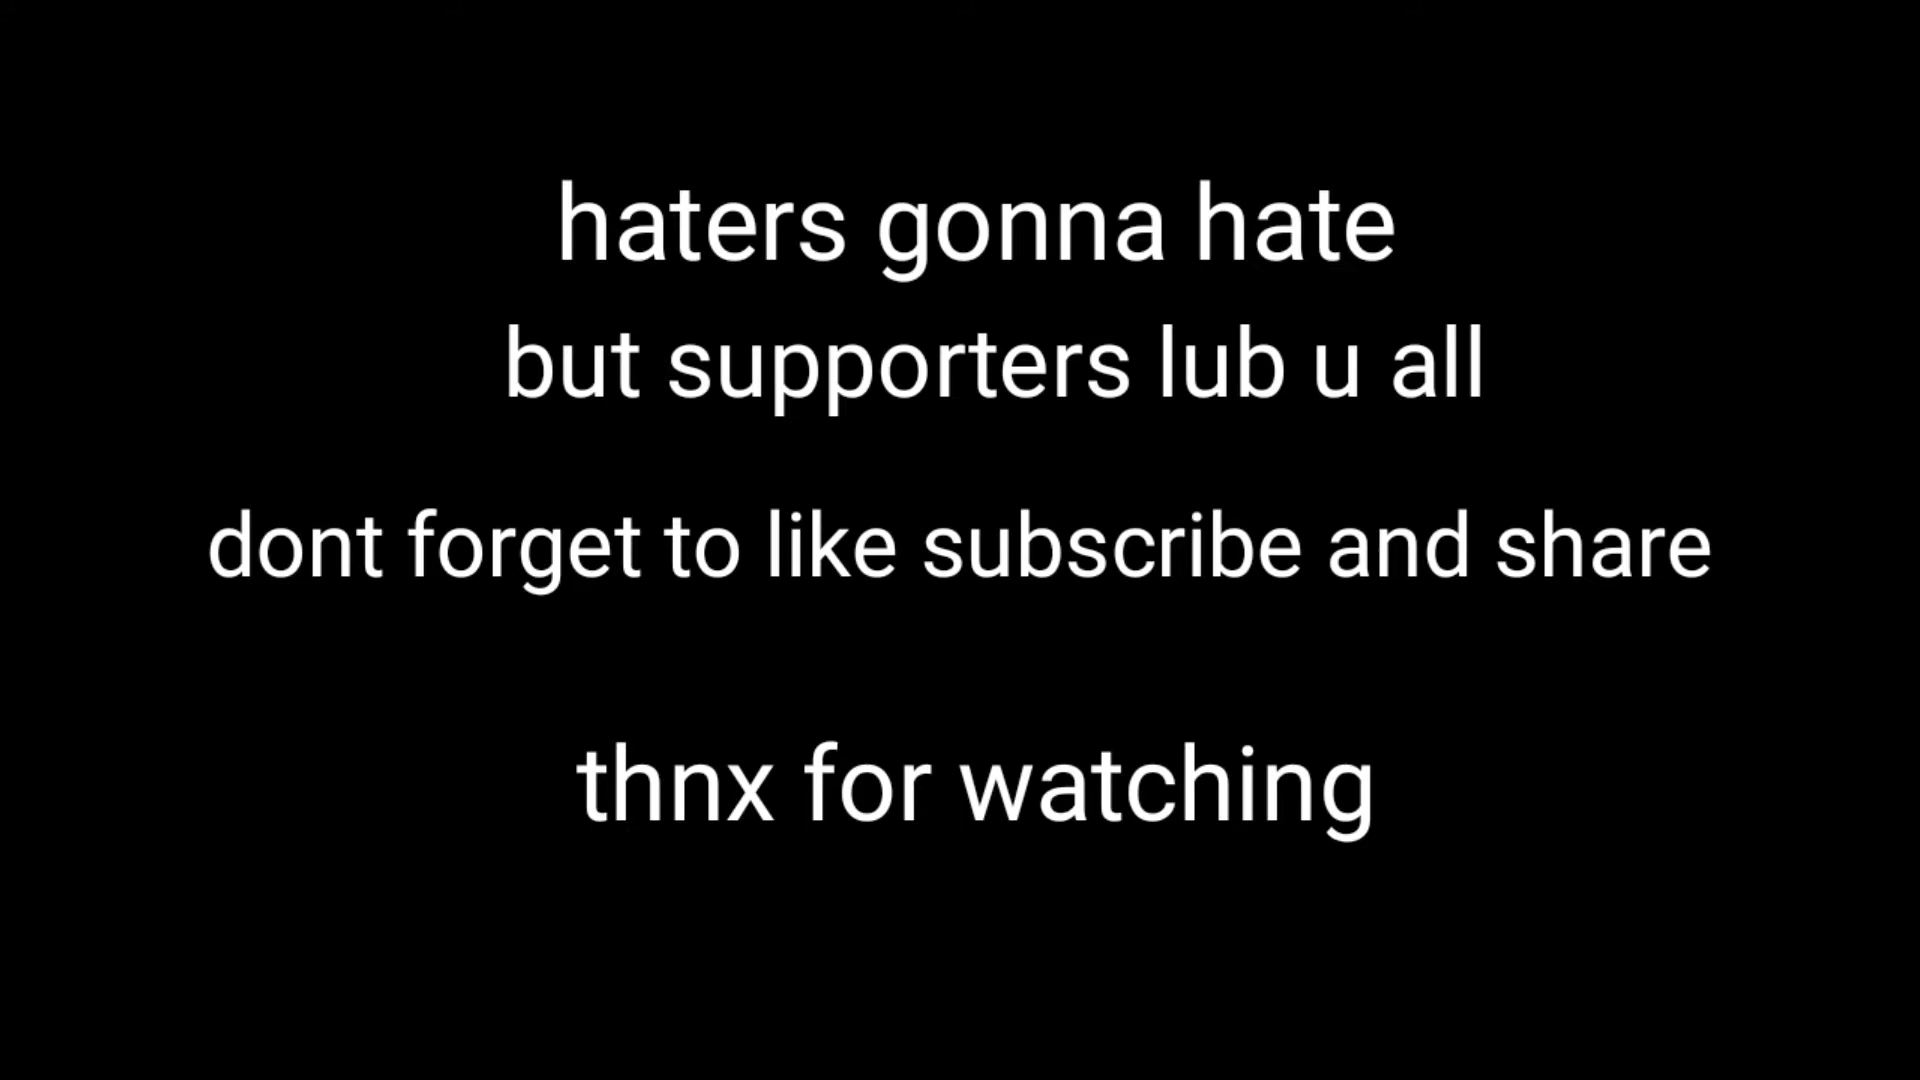 haters gonna hate
but supporters lub u all
dont forget to like subscribe and share
thnx for watching